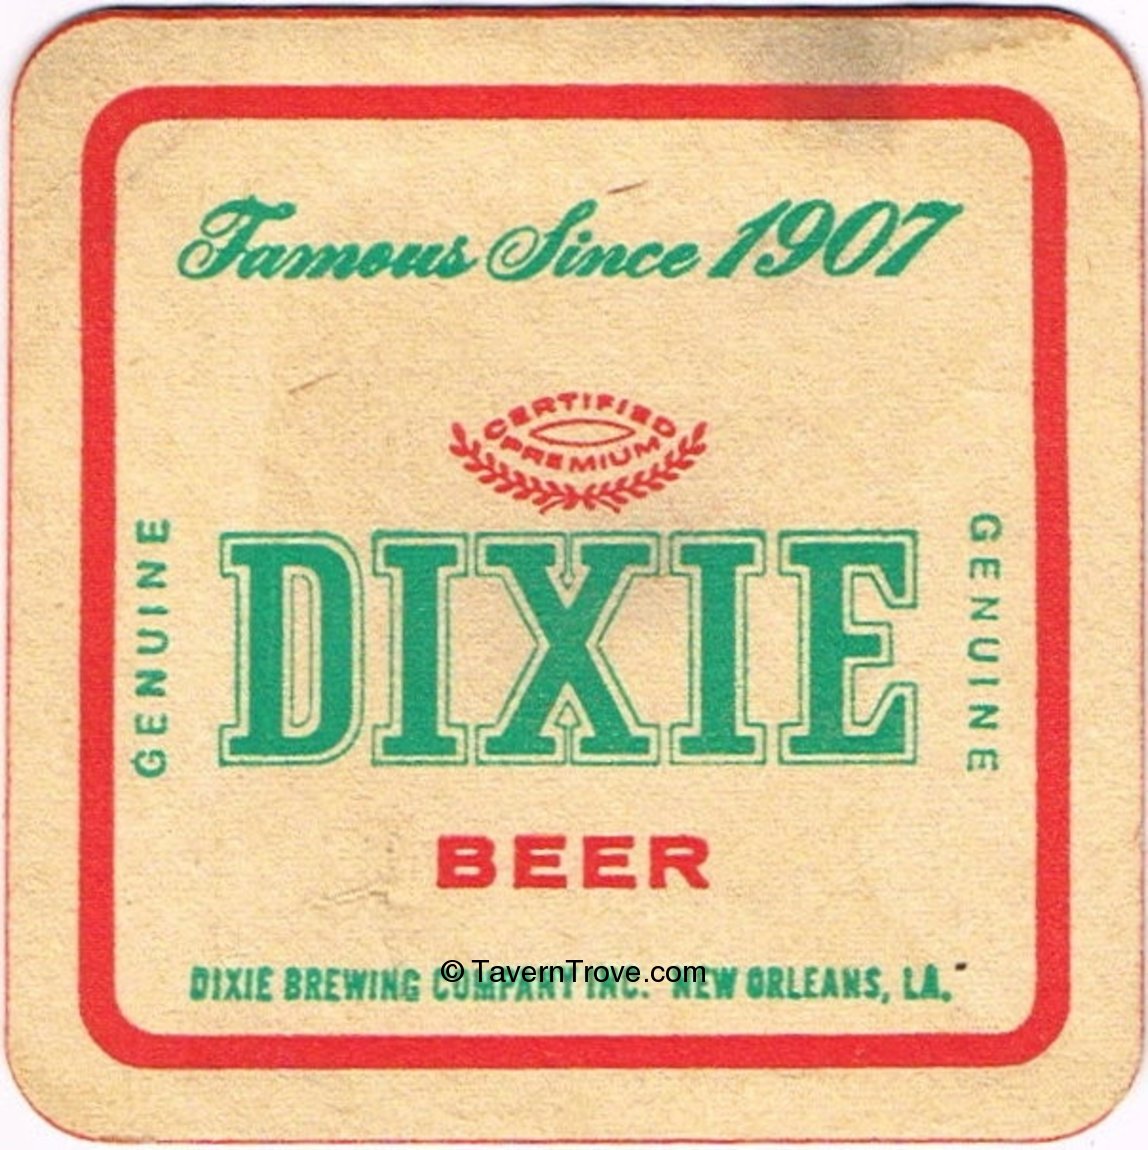 Famous Since 1907
CERTIFIED
PREMIUM
GENUINE
DIXIE
GENUINE
BEER
DIXIE BREWING COMPANY INC. NEW ORLEANS, LA.
© TavernTrove.com